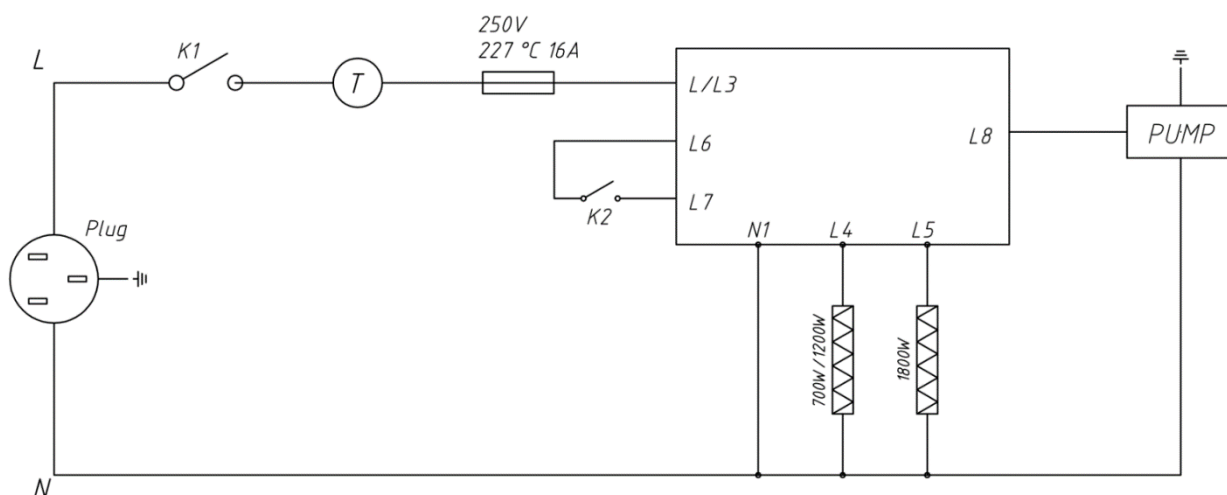 L
K1
T
250V
227 °C 16A
L/L3
L6
L7
K2
L8
PUMP
Plug
N1
L4
L5
700W/1200W
1800W
N